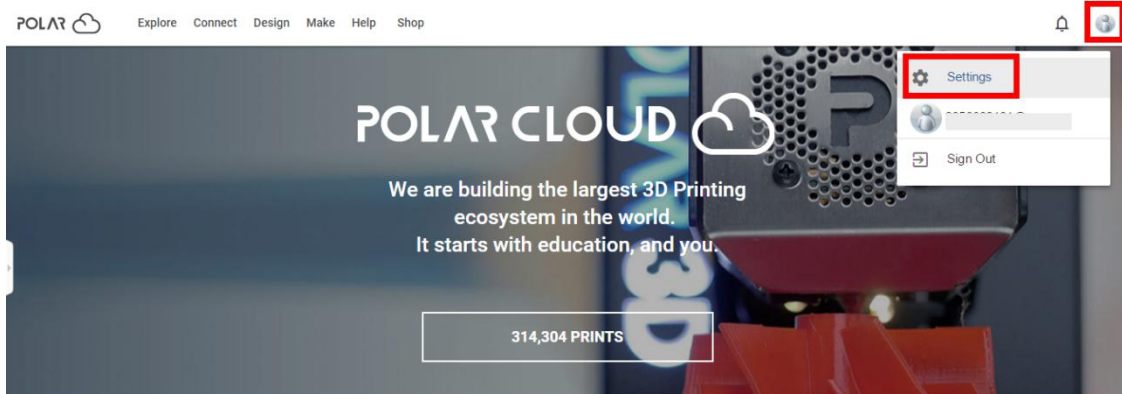 POLAR
Explore Connect Design Make Help Shop
Settings
Sign Out
POLAR CLOUD
We are building the largest 3D Printing
ecosystem in the world.
It starts with education, and you.
314,304 PRINTS